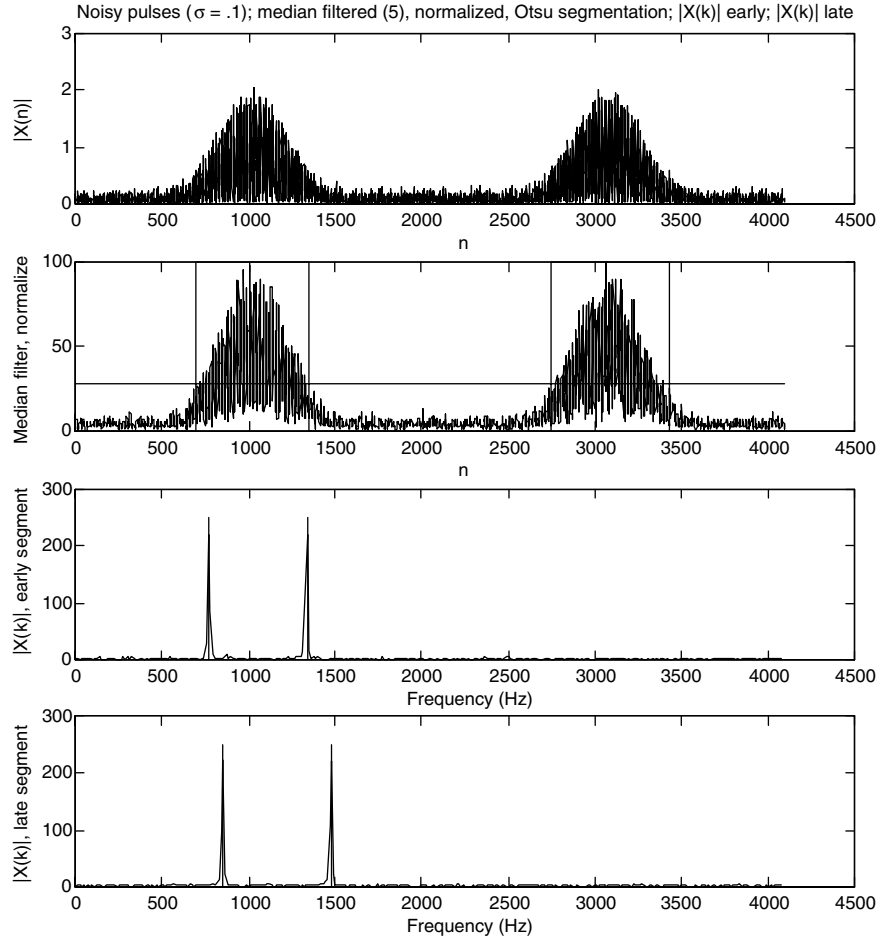 Noisy pulses (σ = .1); median filtered (5), normalized, Otsu segmentation; |X(k)| early; |X(k)| late
3
2
1
0
|X(n)|
0 500 1000 1500 2000 2500 3000 3500 4000 4500
n
100
50
0
Median filter, normalize
0 500 1000 1500 2000 2500 3000 3500 4000 4500
n
300
200
100
0
|X(k)|, early segment
0 500 1000 1500 2000 2500 3000 3500 4000 4500
Frequency (Hz)
300
200
100
0
|X(k)|, late segment
0 500 1000 1500 2000 2500 3000 3500 4000 4500
Frequency (Hz)